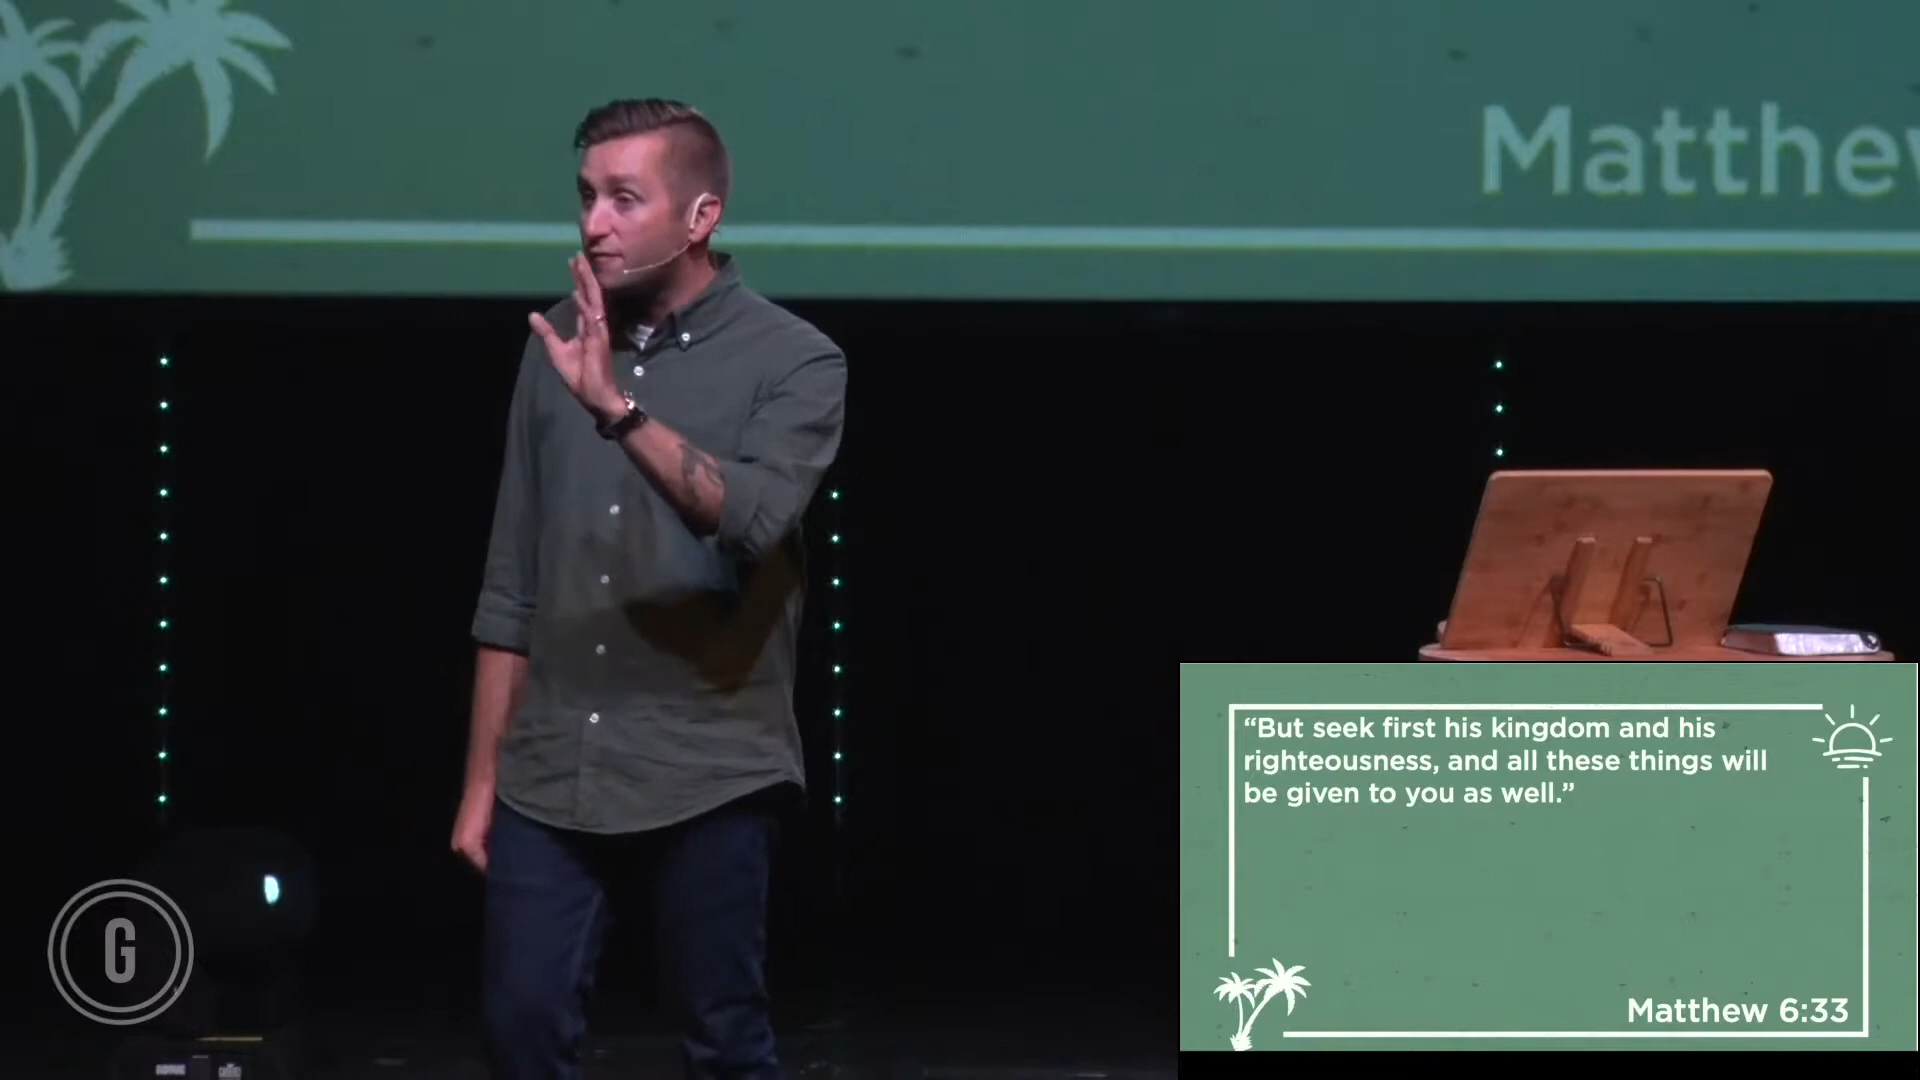 Matthe
“But seek first his kingdom and his
righteousness, and all these things will
be given to you as well.”
Matthew 6:33
G